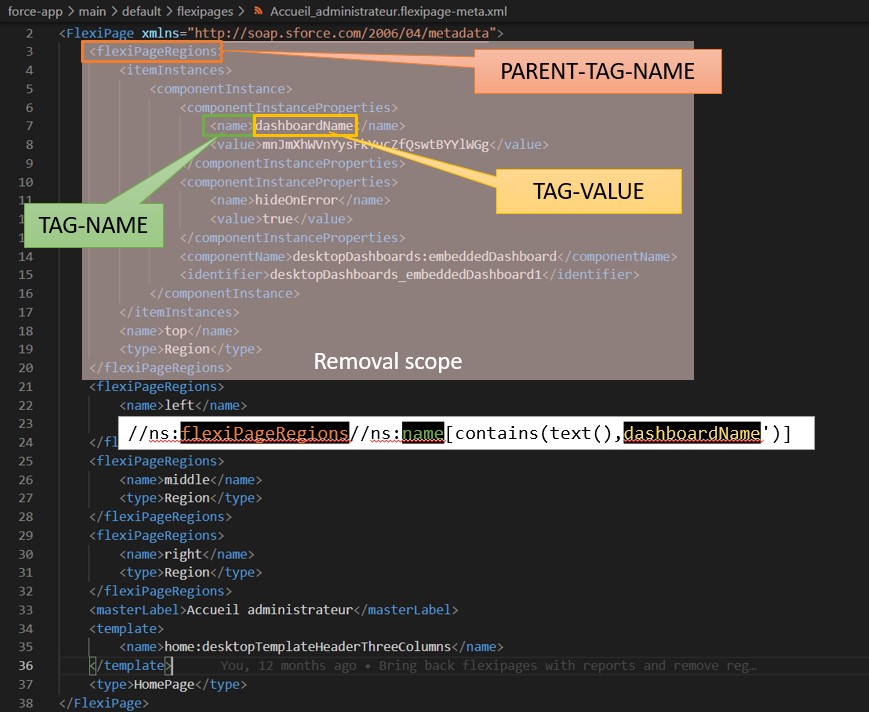 force-app > main > default > flexipages > Accueil_administrateur.flexipage-meta.xml
2 <FlexiPage xmlns="http://soap.sforce.com/2006/04/metadata">
3 <flexiPageRegions>
PARENT-TAG-NAME
4 <itemInstances>
5 <componentInstance>
6 <componentInstanceProperties>
7 <name>dashboardName</name>
8 <value>mnJmXhWVnYysFkYucZfQswtBYYlWGg</value>
9 </componentInstanceProperties>
10 <componentInstanceProperties>
TAG-VALUE
11 <name>hideOnError</name>
TAG-NAME
<value>true</value>
</componentInstanceProperties>
14 <componentName>desktopDashboards:embeddedDashboard</componentName>
15 <identifier>desktopDashboards_embeddedDashboard1</identifier>
16 </componentInstance>
17 </itemInstances>
18 <name>top</name>
19 <type>Region</type>
Removal scope
20 </flexiPageRegions>
21 <flexiPageRegions>
22 <name>left</name>
23
//ns:flexiPageRegions//ns:name[contains(text(),dashboardName')]
24 </fl
25 <flexiPageRegions>
26 <name>middle</name>
27 <type>Region</type>
28 </flexiPageRegions>
29 <flexiPageRegions>
30 <name>right</name>
31 <type>Region</type>
32 </flexiPageRegions>
33 <masterLabel>Accueil administrateur</masterLabel>
34 <template>
35 <name>home:desktopTemplateHeaderThreeColumns</name>
36 </template> You, 12 months ago • Bring back flexipages with reports and remove reg…
37 <type>HomePage</type>
38 </FlexiPage>